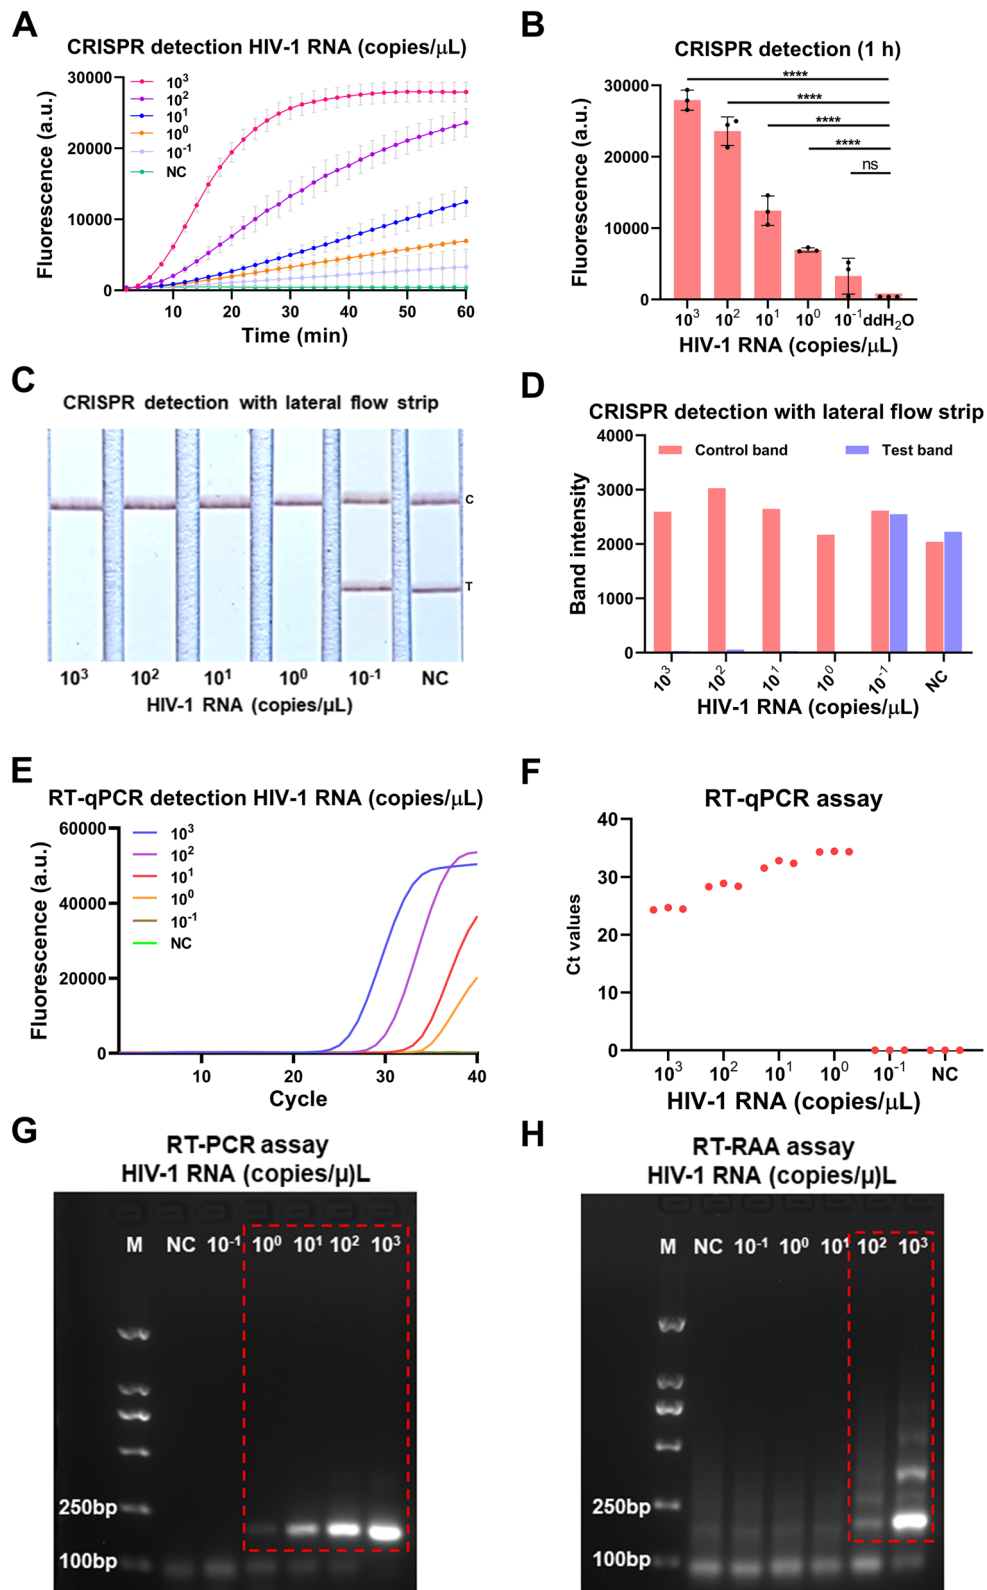 A
CRISPR detection HIV-1 RNA (copies/μL)
Fluorescence (a.u.)
30000
20000
10000
0
10³
10²
10¹
10⁰
10⁻¹
NC
10 20 30 40 50 60
Time (min)
B
CRISPR detection (1 h)
Fluorescence (a.u.)
30000
20000
10000
0
****
****
****
****
ns
10³ 10² 10¹ 10⁰ 10⁻¹ ddH₂O
HIV-1 RNA (copies/μL)
C
CRISPR detection with lateral flow strip
C
T
10³ 10² 10¹ 10⁰ 10⁻¹ NC
HIV-1 RNA (copies/μL)
D
CRISPR detection with lateral flow strip
Band intensity
4000
3000
2000
1000
0
Control band Test band
10³ 10² 10¹ 10⁰ 10⁻¹ NC
HIV-1 RNA (copies/μL)
E
RT-qPCR detection HIV-1 RNA (copies/μL)
Fluorescence (a.u.)
60000
40000
20000
0
10³
10²
10¹
10⁰
10⁻¹
NC
10 20 30 40
Cycle
F
RT-qPCR assay
Ct values
40
30
20
10
0
10³ 10² 10¹ 10⁰ 10⁻¹ NC
HIV-1 RNA (copies/μL)
G
RT-PCR assay
HIV-1 RNA (copies/μ)L
M NC 10⁻¹ 10⁰ 10¹ 10² 10³
250bp
100bp
H
RT-RAA assay
HIV-1 RNA (copies/μ)L
M NC 10⁻¹ 10⁰ 10¹ 10² 10³
250bp
100bp